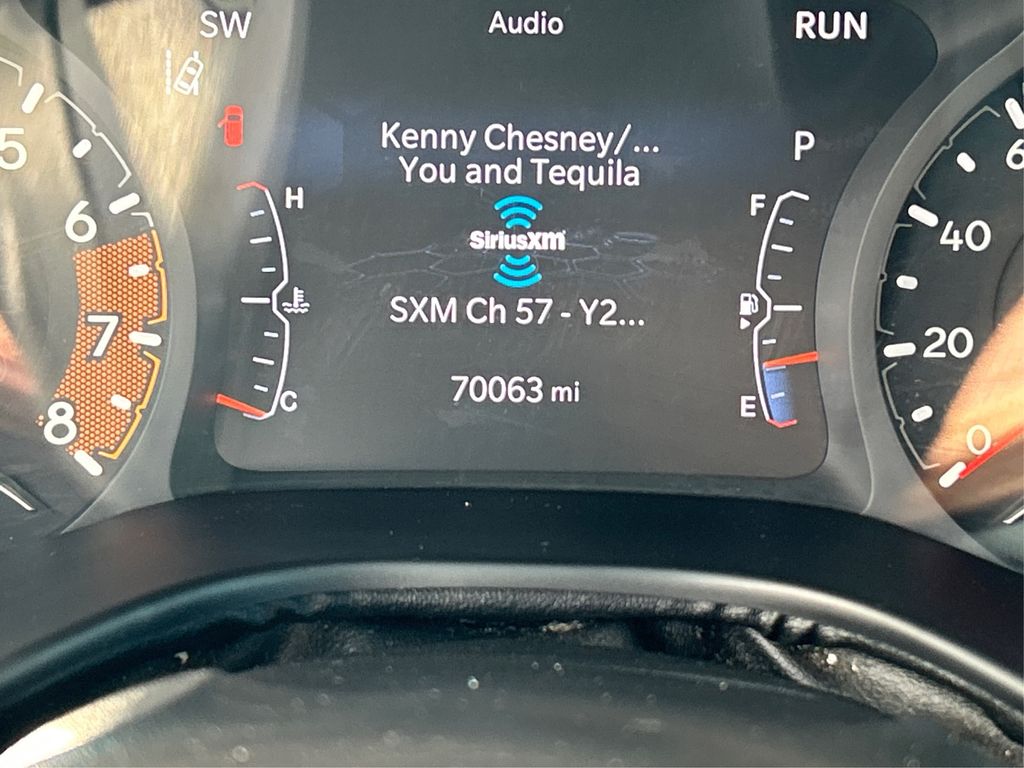 SW
Audio
RUN
Kenny Chesney/...
You and Tequila
P
5
6
7
8
H
C
SiriusXM
SXM Ch 57 - Y2...
70063 mi
F
E
6
40
20
0